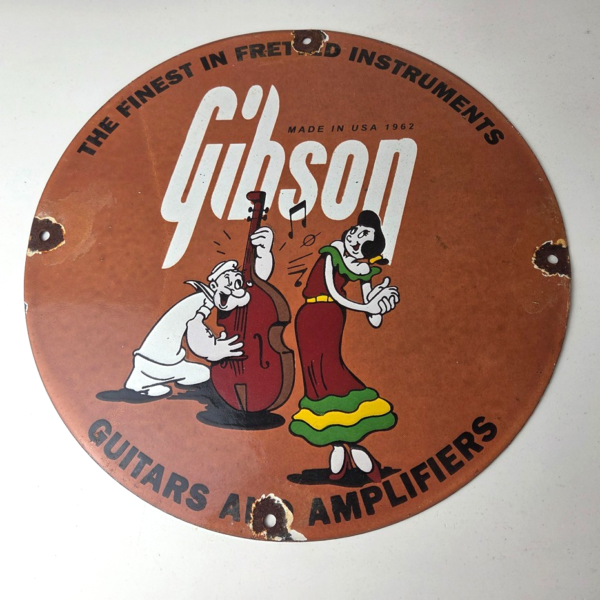 THE FINEST IN FRETTED INSTRUMENTS
Gibson
MADE IN USA 1962
GUITARS AND AMPLIFIERS